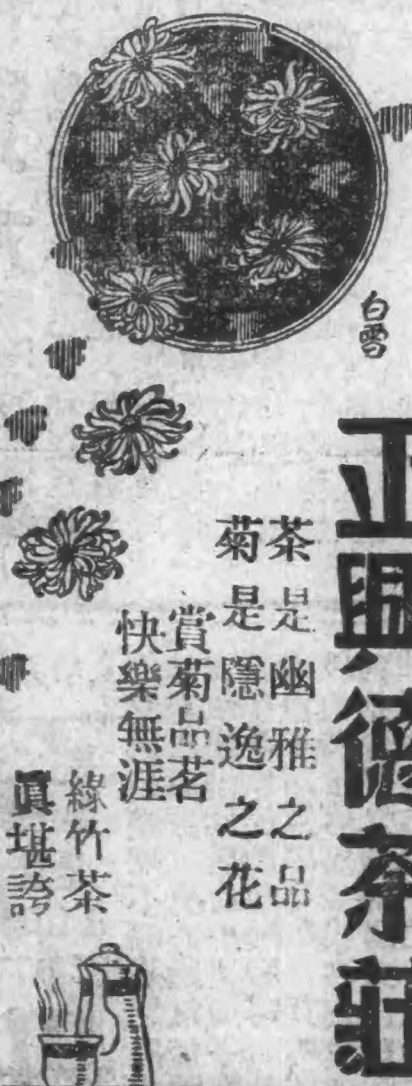 白雪
正興德茶莊
茶是幽雅之品
菊是隱逸之花
賞菊品茗
快樂無涯
綠竹茶
眞堪誇